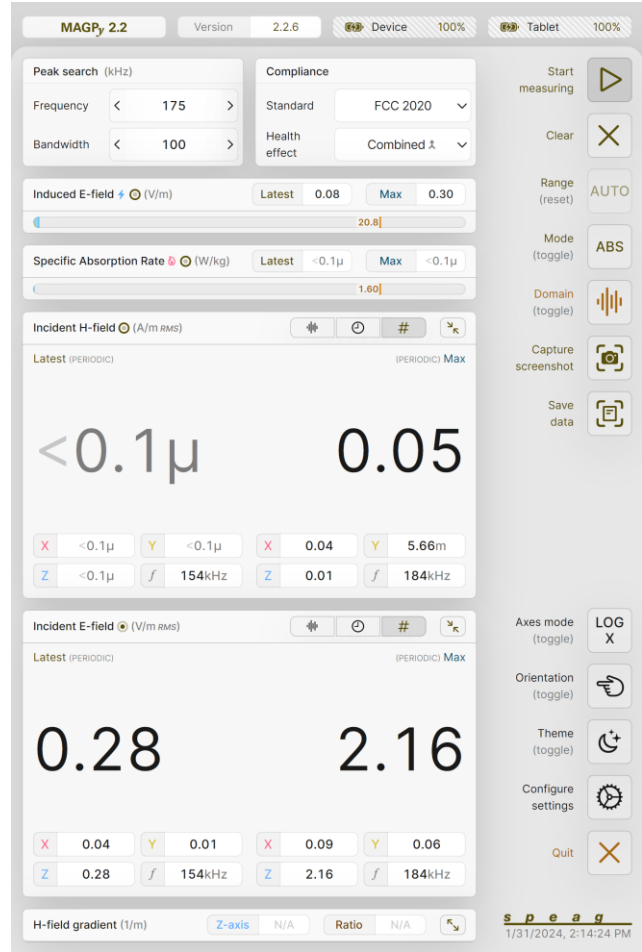 MAGPy 2.2
Version 2.2.6
Device 100%
Tablet 100%
Peak search (kHz)
Frequency < 175 >
Bandwidth < 100 >
Compliance
Standard FCC 2020
Health effect Combined
Start measuring
Clear
Range (reset) AUTO
Mode (toggle) ABS
Domain (toggle)
Capture screenshot
Save data
Induced E-field (V/m) Latest 0.08 Max 0.30
20.8
Specific Absorption Rate (W/kg) Latest <0.1μ Max <0.1μ
1.60
Incident H-field (A/m RMS) #
Latest (PERIODIC) (PERIODIC) Max
<0.1μ 0.05
X <0.1μ Y <0.1μ X 0.04 Y 5.66m
Z <0.1μ f 154kHz Z 0.01 f 184kHz
Incident E-field (V/m RMS) #
Latest (PERIODIC) (PERIODIC) Max
0.28 2.16
X 0.04 Y 0.01 X 0.09 Y 0.06
Z 0.28 f 154kHz Z 2.16 f 184kHz
H-field gradient (1/m) Z-axis N/A Ratio N/A
Axes mode (toggle) LOG X
Orientation (toggle)
Theme (toggle)
Configure settings
Quit
speag
1/31/2024, 2:14:24 PM